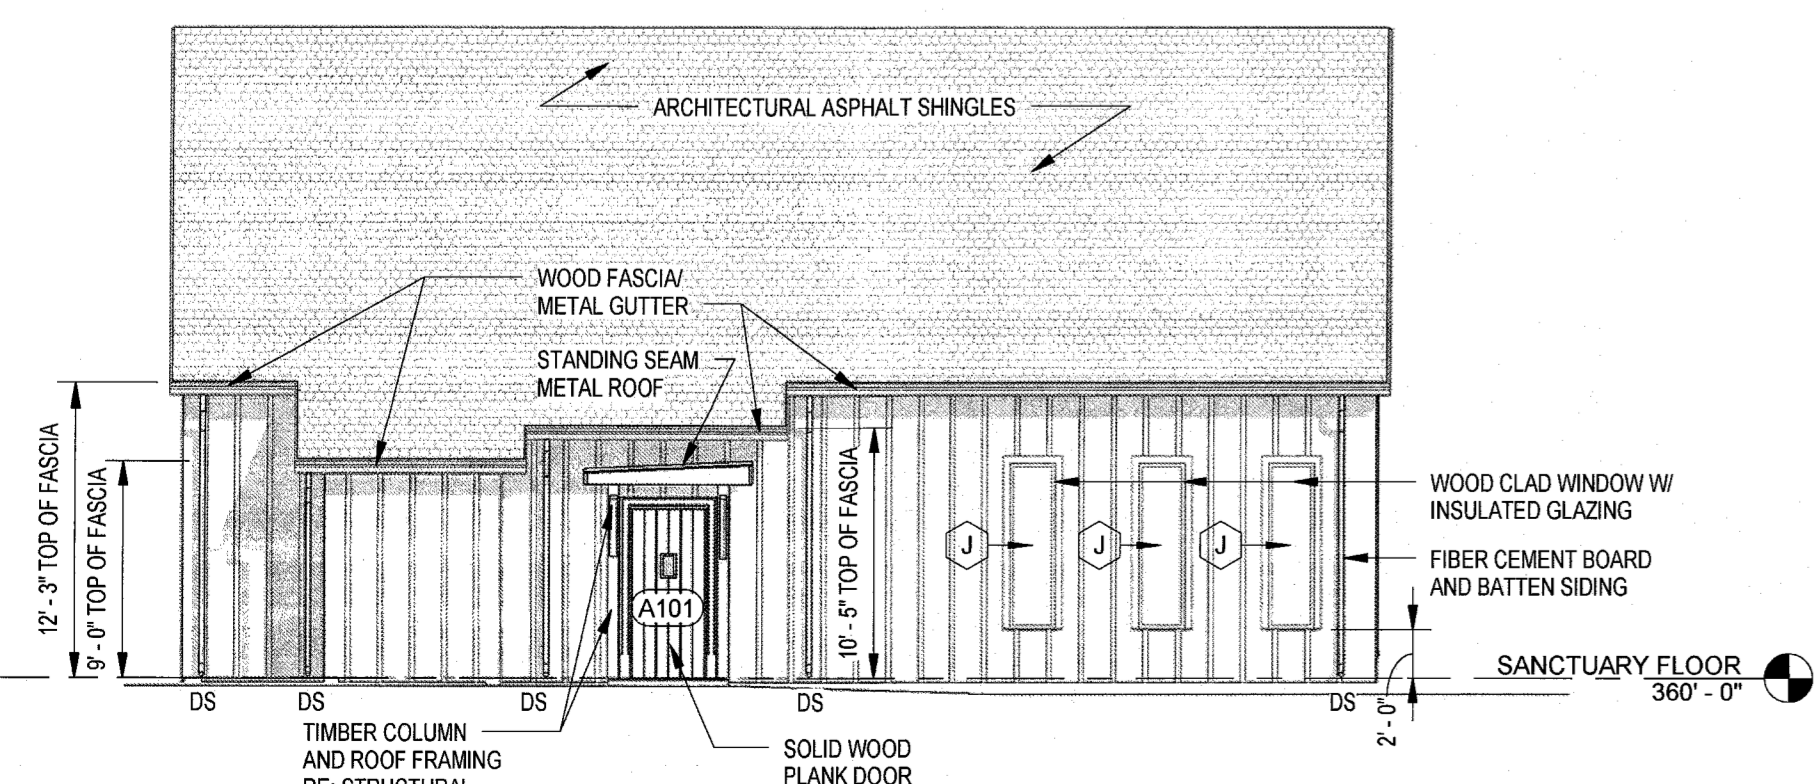 ARCHITECTURAL ASPHALT SHINGLES
WOOD FASCIA/
METAL GUTTER
STANDING SEAM
METAL ROOF
12' - 3" TOP OF FASCIA
9' - 0" TOP OF FASCIA
10' - 5" TOP OF FASCIA
A101
J
J
J
WOOD CLAD WINDOW W/
INSULATED GLAZING
FIBER CEMENT BOARD
AND BATTEN SIDING
SANCTUARY FLOOR
360' - 0"
2' - 0"
DS
DS
DS
DS
DS
TIMBER COLUMN
AND ROOF FRAMING
RE: STRUCTURAL
SOLID WOOD
PLANK DOOR